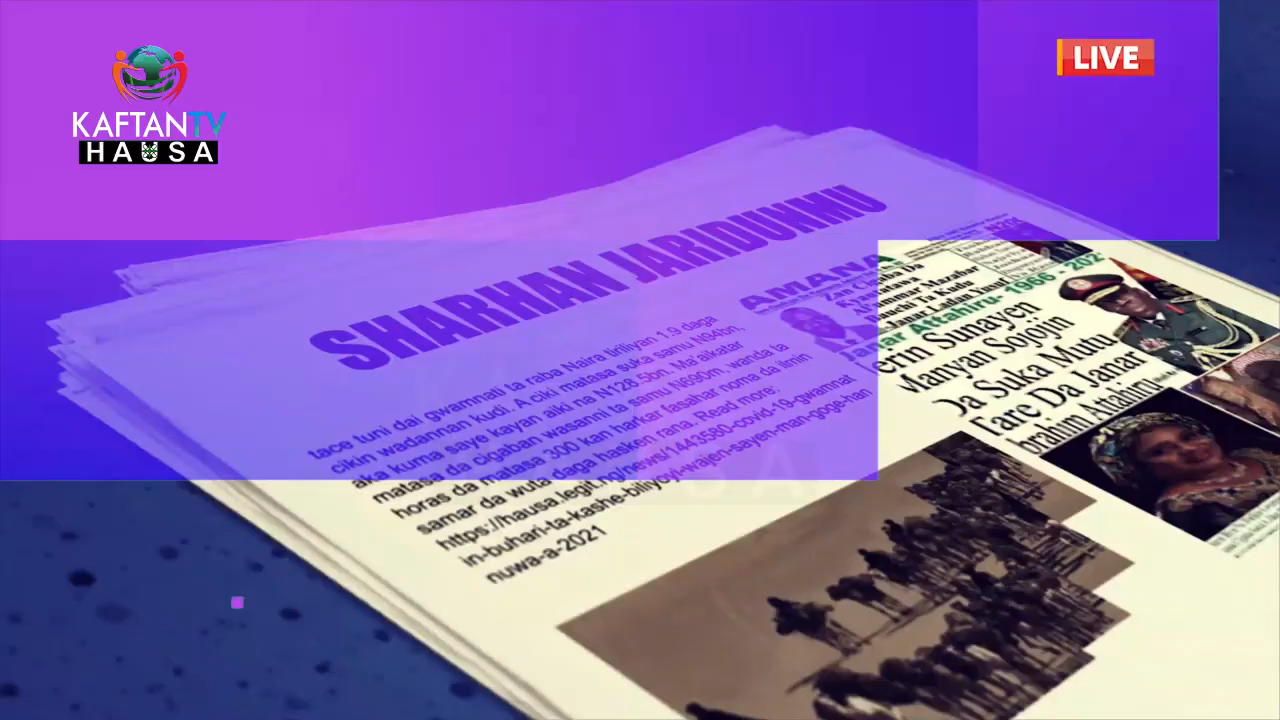 LIVE
KAFTANTV
HAUSA
SHARHAN JARIDUNMU
tace tuni dai gwamnati ta raba Naira tiriliyan 1.9 daga
cikin wadannan kudi. A ciki matasa suka samu N94bn,
aka kuma saye kayan aiki na N128.5bn. Ma'aikatar
matasa da cigaban wasanni ta samu N690m, wanda ta
horas da matasa 300 kan harkar fasahar noma da ilmin
samar da wuta daga hasken rana. Read more:
https://hausa.legit.ng/news/1443580-covid-19-gwamnat
in-buhari-ta-kashe-biliyoyi-wajen-sayen-man-goge-han
nuwa-a-2021
AMANA
Attahiru- 1966 - 202
Sunayen
Manyan Sojojin
Da Suka Mutu
Tare Da Janar
Ibrahim Attahiru